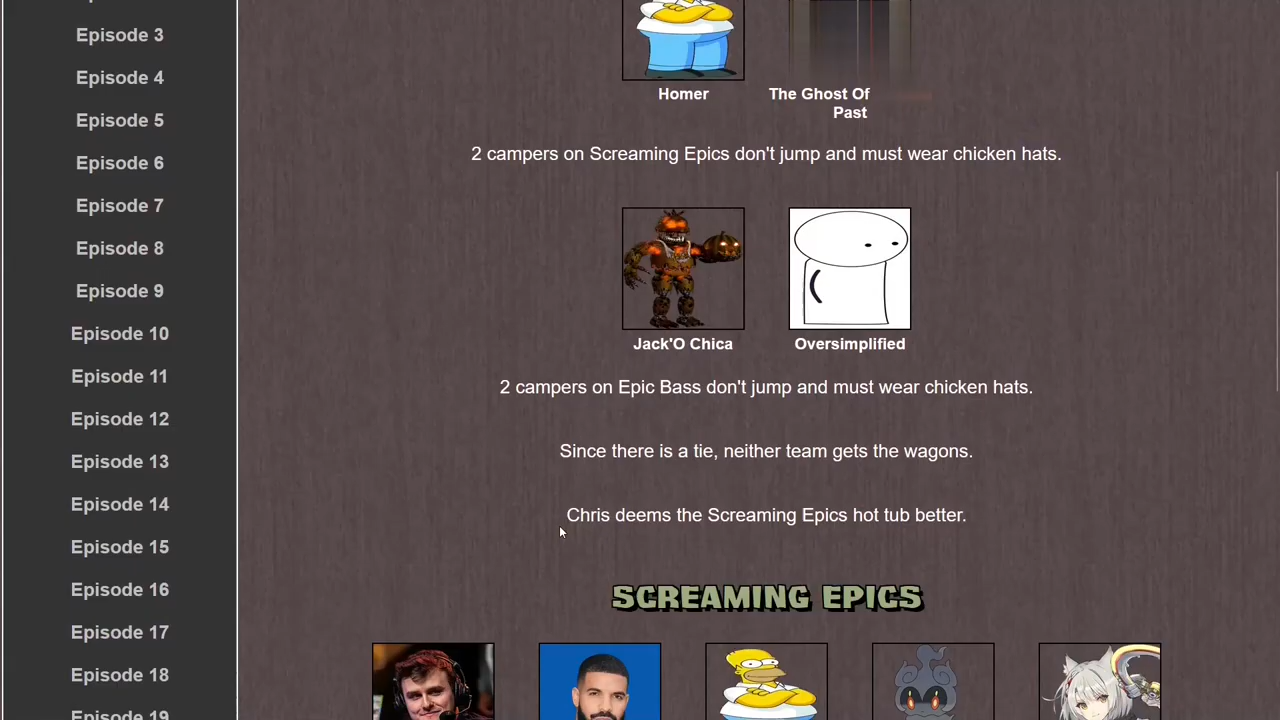 Episode 3
Episode 4
Episode 5
Episode 6
Episode 7
Episode 8
Episode 9
Episode 10
Episode 11
Episode 12
Episode 13
Episode 14
Episode 15
Episode 16
Episode 17
Episode 18
Episode 19
Homer
The Ghost Of
Past
2 campers on Screaming Epics don't jump and must wear chicken hats.
Jack'O Chica
Oversimplified
2 campers on Epic Bass don't jump and must wear chicken hats.
Since there is a tie, neither team gets the wagons.
Chris deems the Screaming Epics hot tub better.
SCREAMING EPICS